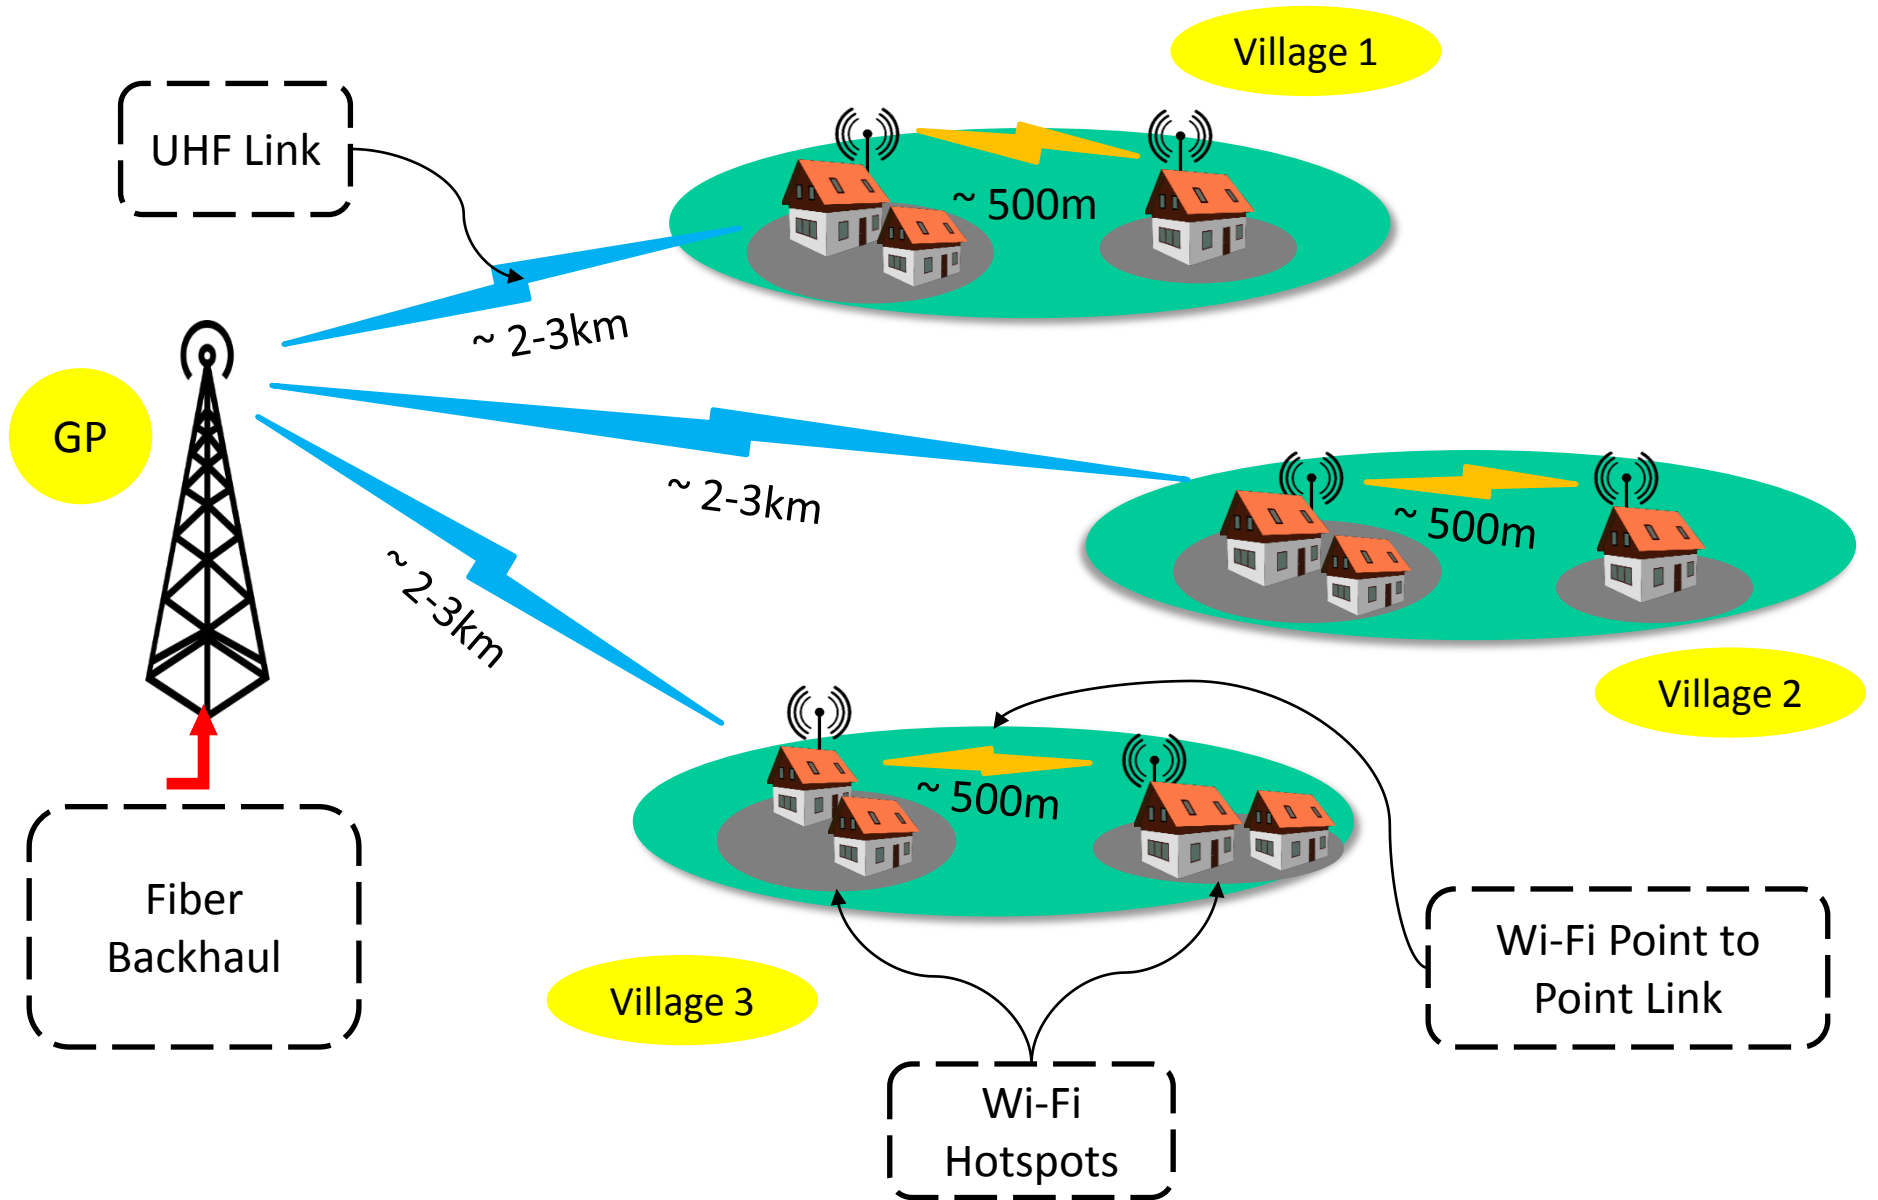 Village 1
UHF Link
~ 500m
~ 2-3km
GP
~ 2-3km
~ 500m
~ 2-3km
Village 2
~ 500m
Fiber
Backhaul
Village 3
Wi-Fi Point to
Point Link
Wi-Fi
Hotspots